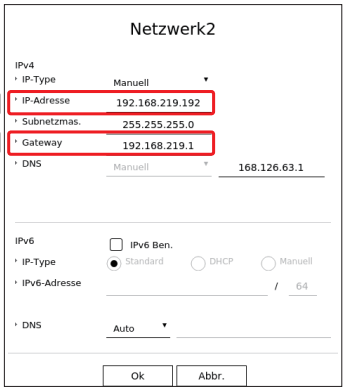 Netzwerk2
IPv4
IP-Type Manuell
IP-Adresse 192.168.219.192
Subnetzmas. 255.255.255.0
Gateway 192.168.219.1
DNS Manuell 168.126.63.1
IPv6
IPv6 Ben.
IP-Type Standard DHCP Manuell
IPv6-Adresse / 64
DNS Auto
Ok Abbr.